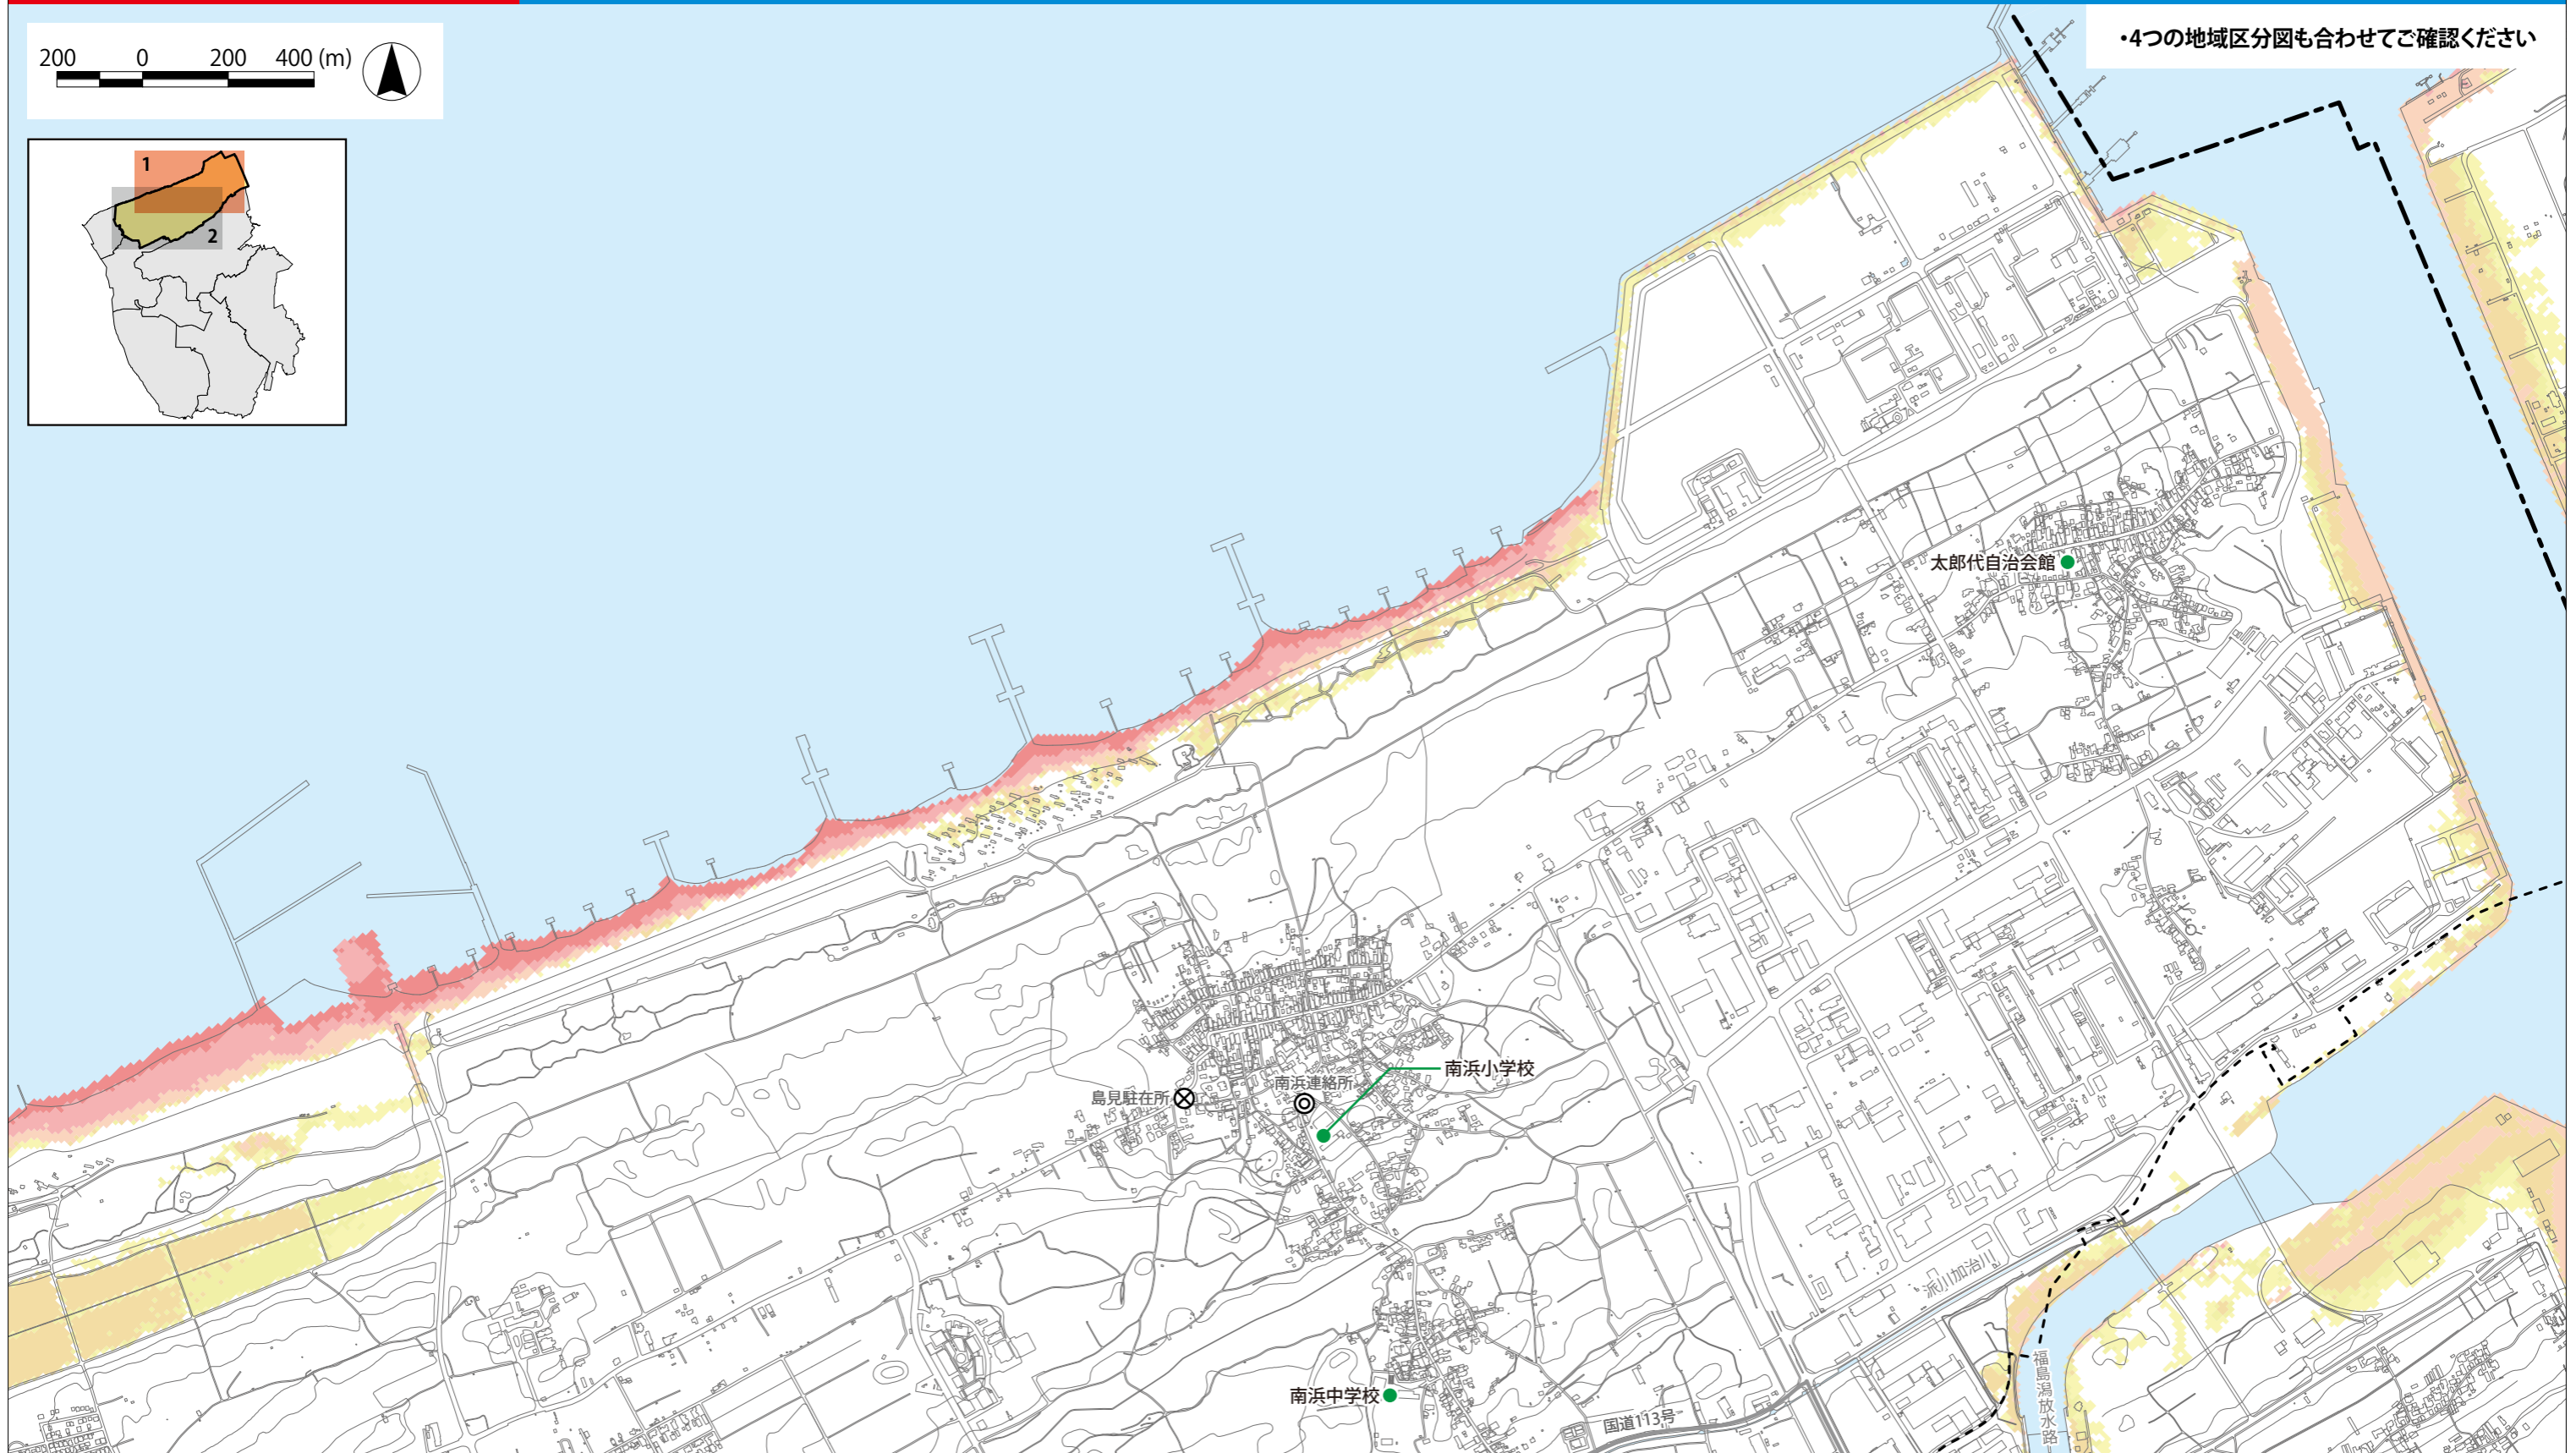 200 0 200 400 (m)
・4つの地域区分図も合わせてご確認ください
1
2
太郎代自治会館
南浜小学校
南浜連絡所
島見駐在所
派川加治川
福島潟放水路
南浜中学校
国道113号